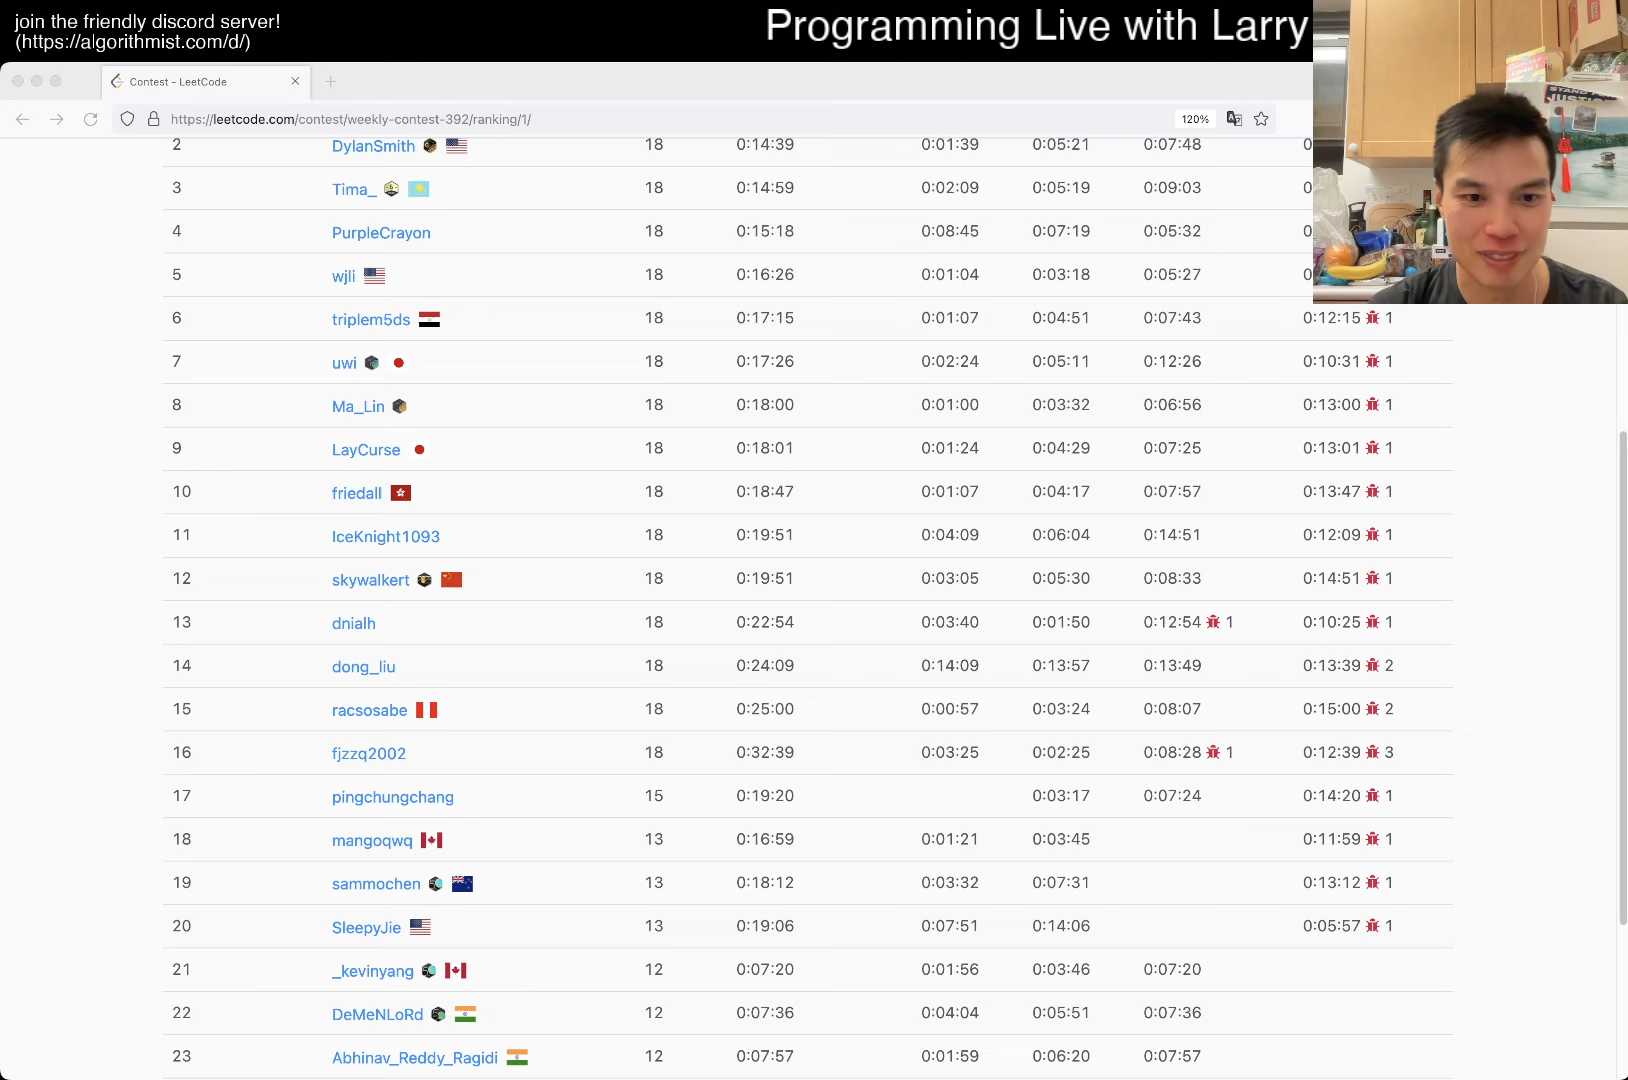 join the friendly discord server!
(https://algorithmist.com/d/)
Programming Live with Larry
Contest - LeetCode
https://leetcode.com/contest/weekly-contest-392/ranking/1/
120%
2 DylanSmith 18 0:14:39 0:01:39 0:05:21 0:07:48 0
3 Tima_ 18 0:14:59 0:02:09 0:05:19 0:09:03 0
4 PurpleCrayon 18 0:15:18 0:08:45 0:07:19 0:05:32 0
5 wjli 18 0:16:26 0:01:04 0:03:18 0:05:27 0
6 triplem5ds 18 0:17:15 0:01:07 0:04:51 0:07:43 0:12:15 1
7 uwi 18 0:17:26 0:02:24 0:05:11 0:12:26 0:10:31 1
8 Ma_Lin 18 0:18:00 0:01:00 0:03:32 0:06:56 0:13:00 1
9 LayCurse 18 0:18:01 0:01:24 0:04:29 0:07:25 0:13:01 1
10 friedall 18 0:18:47 0:01:07 0:04:17 0:07:57 0:13:47 1
11 IceKnight1093 18 0:19:51 0:04:09 0:06:04 0:14:51 0:12:09 1
12 skywalkert 18 0:19:51 0:03:05 0:05:30 0:08:33 0:14:51 1
13 dnialh 18 0:22:54 0:03:40 0:01:50 0:12:54 1 0:10:25 1
14 dong_liu 18 0:24:09 0:14:09 0:13:57 0:13:49 0:13:39 2
15 racsosabe 18 0:25:00 0:00:57 0:03:24 0:08:07 0:15:00 2
16 fjzzq2002 18 0:32:39 0:03:25 0:02:25 0:08:28 1 0:12:39 3
17 pingchungchang 15 0:19:20 0:03:17 0:07:24 0:14:20 1
18 mangoqwq 13 0:16:59 0:01:21 0:03:45 0:11:59 1
19 sammochen 13 0:18:12 0:03:32 0:07:31 0:13:12 1
20 SleepyJie 13 0:19:06 0:07:51 0:14:06 0:05:57 1
21 _kevinyang 12 0:07:20 0:01:56 0:03:46 0:07:20
22 DeMeNLoRd 12 0:07:36 0:04:04 0:05:51 0:07:36
23 Abhinav_Reddy_Ragidi 12 0:07:57 0:01:59 0:06:20 0:07:57